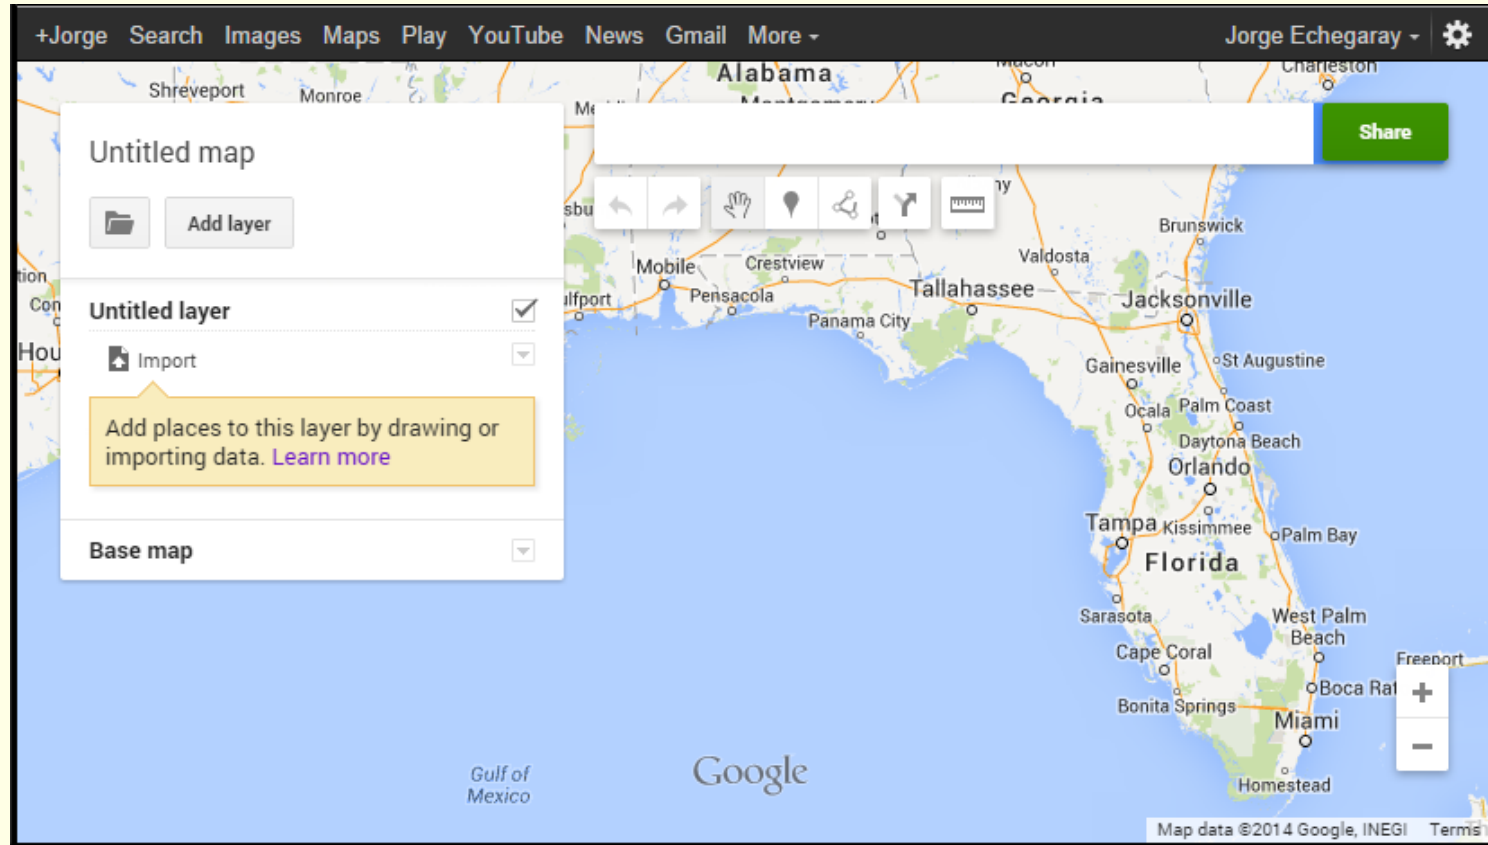 +Jorge Search Images Maps Play YouTube News Gmail More
Jorge Echegaray
Alabama
Charleston
Shreveport
Monroe
Georgia
Share
Untitled map
Add layer
Brunswick
Valdosta
Mobile
Crestview
Pensacola
Tallahassee
Jacksonville
Untitled layer
Panama City
Import
Gainesville
St Augustine
Add places to this layer by drawing or
importing data. Learn more
Ocala
Palm Coast
Daytona Beach
Orlando
Tampa
Kissimmee
Palm Bay
Base map
Florida
Sarasota
West Palm
Beach
Cape Coral
Freeport
Boca Rat
Bonita Springs
Miami
Gulf of
Mexico
Google
Homestead
Map data ©2014 Google, INEGI
Terms